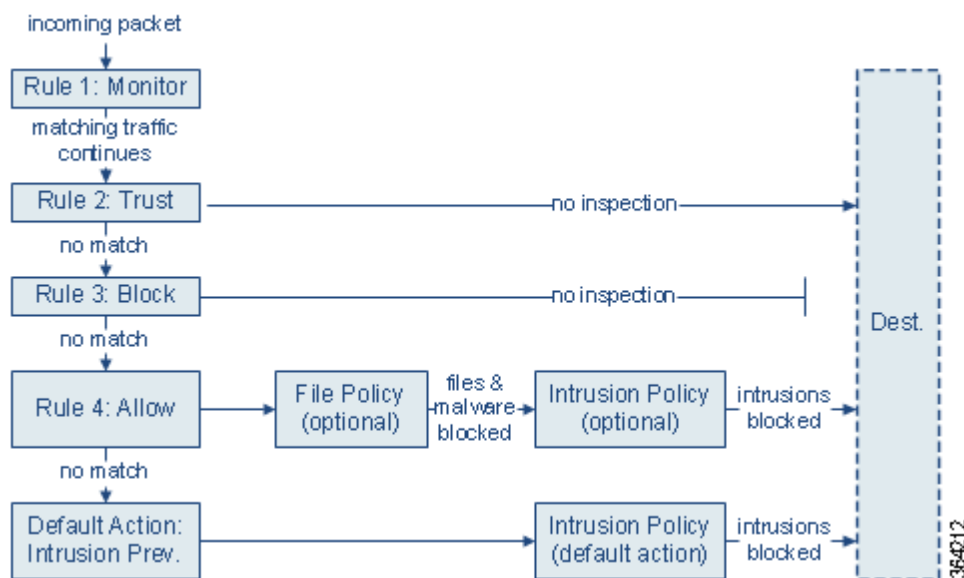 incoming packet
Rule 1: Monitor
matching traffic
continues
Rule 2: Trust
no inspection
no match
Rule 3: Block
no inspection
no match
Rule 4: Allow
File Policy
(optional)
files &
malware
blocked
Intrusion Policy
(optional)
intrusions
blocked
Dest.
no match
Default Action:
Intrusion Prev.
Intrusion Policy
(default action)
intrusions
blocked
364212